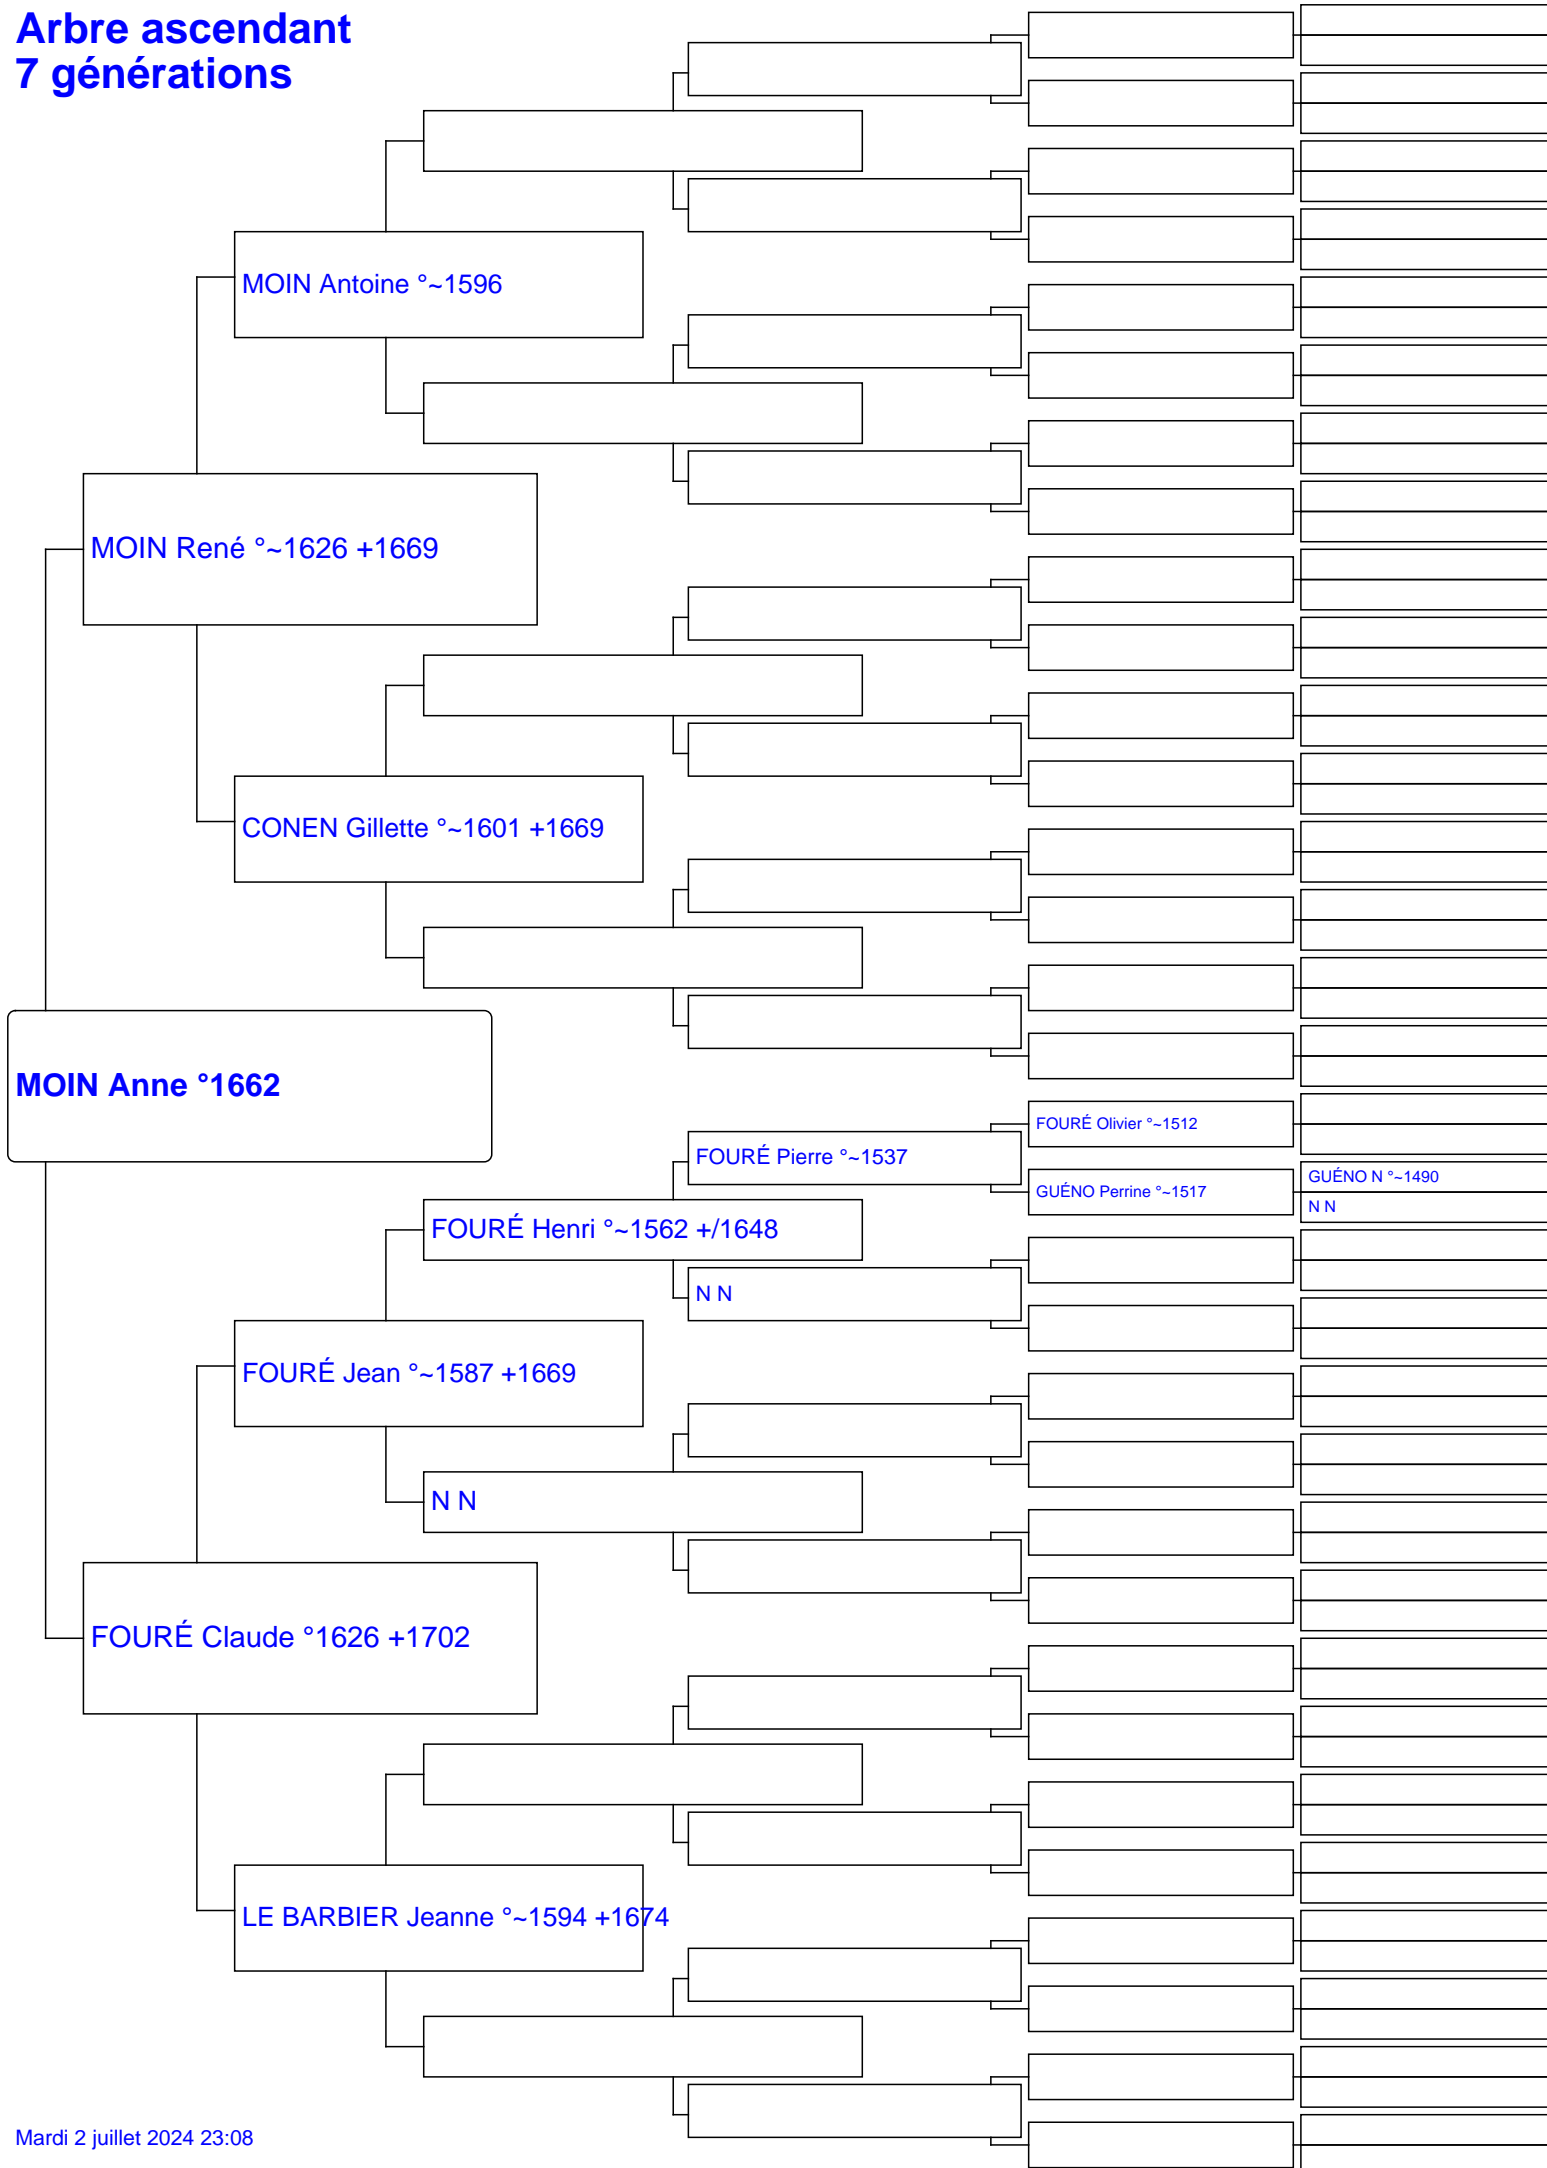 Arbre ascendant
7 générations
MOIN Antoine °~1596
MOIN René °~1626 +1669
CONEN Gillette °~1601 +1669
MOIN Anne °1662
FOURÉ Olivier °~1512
FOURÉ Pierre °~1537
GUÉNO N °~1490
GUÉNO Perrine °~1517
N N
FOURÉ Henri °~1562 +/1648
N N
FOURÉ Jean °~1587 +1669
N N
FOURÉ Claude °1626 +1702
LE BARBIER Jeanne °~1594 +1674
Mardi 2 juillet 2024 23:08